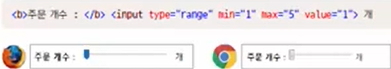 <b>주문 개수 : </b> <input type="range" min="1" max="5" value="1"> 개
주문 개수 : 개 주문 개수 : 개